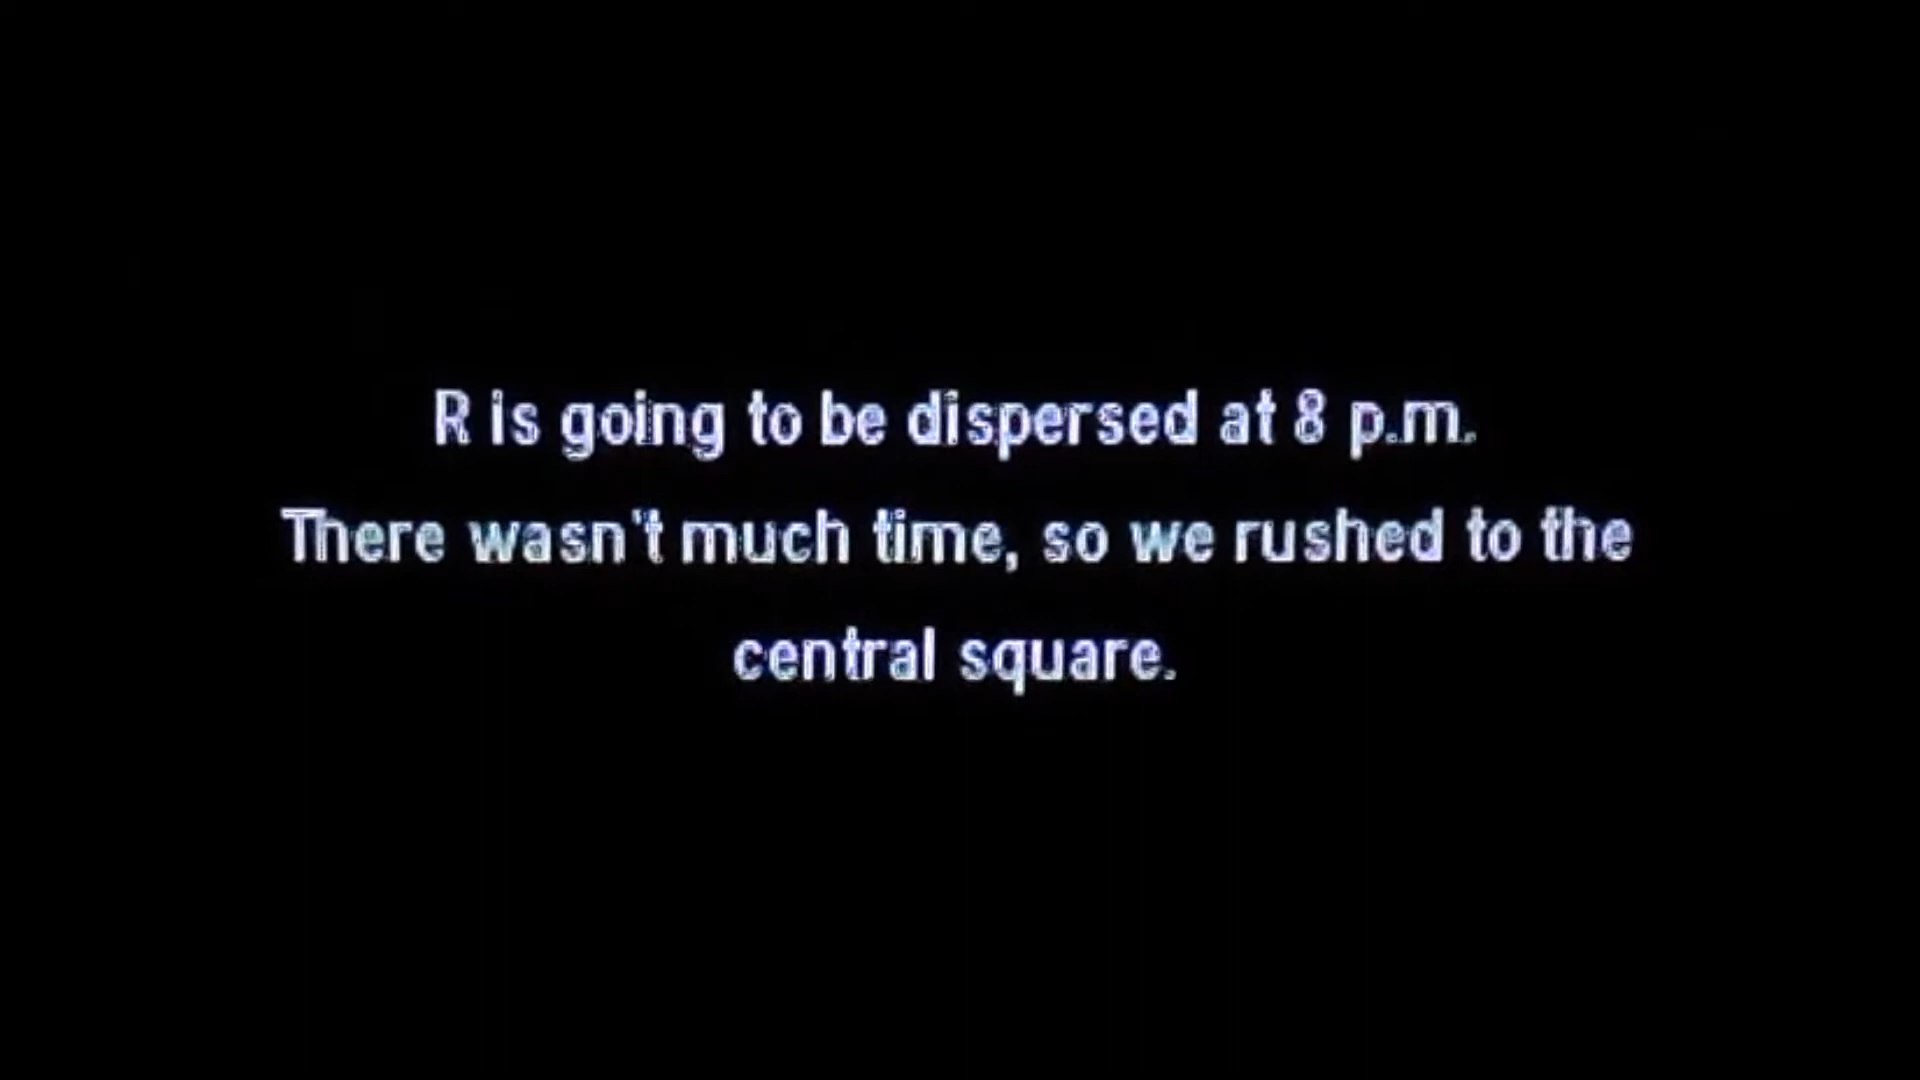 R is going to be dispersed at 8 p.m.
There wasn't much time, so we rushed to the
central square.